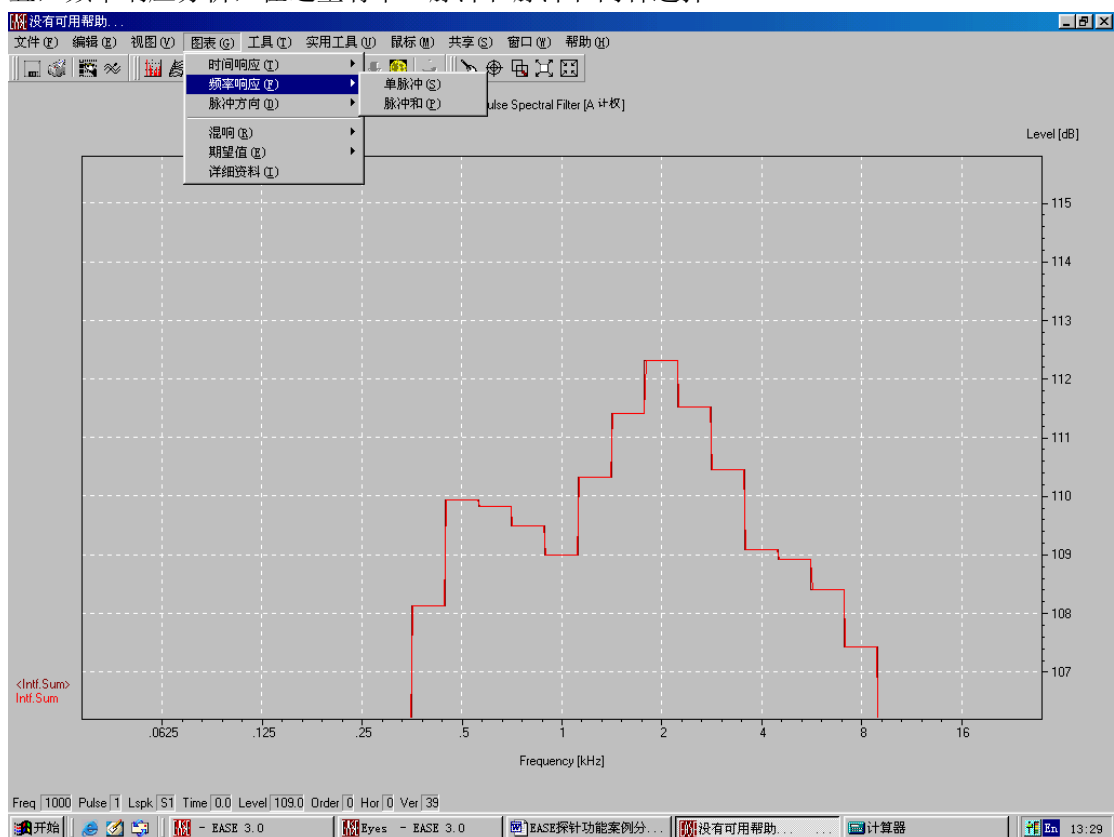 没有可用帮助...
文件(F) 编辑(E) 视图(V) 图表(G) 工具(T) 实用工具(U) 鼠标(M) 共享(S) 窗口(W) 帮助(H)
时间响应(T)
频率响应(F)
脉冲方向(D)
混响(R)
期望值(E)
详细资料(I)
单脉冲(S)
脉冲和(P)
ulse Spectral Filter [A 计权]
Level [dB]
115
114
113
112
111
110
109
108
107
<Intf.Sum>
Intf.Sum
.0625 .125 .25 .5 1 2 4 8 16
Frequency [kHz]
Freq 1000 Pulse 1 Lspk S1 Time 0.0 Level 109.0 Order 0 Hor 0 Ver 39
开始 - EASE 3.0 Eyes - EASE 3.0 EASE探针功能案例分... 没有可用帮助... ... 计算器 En 13:29